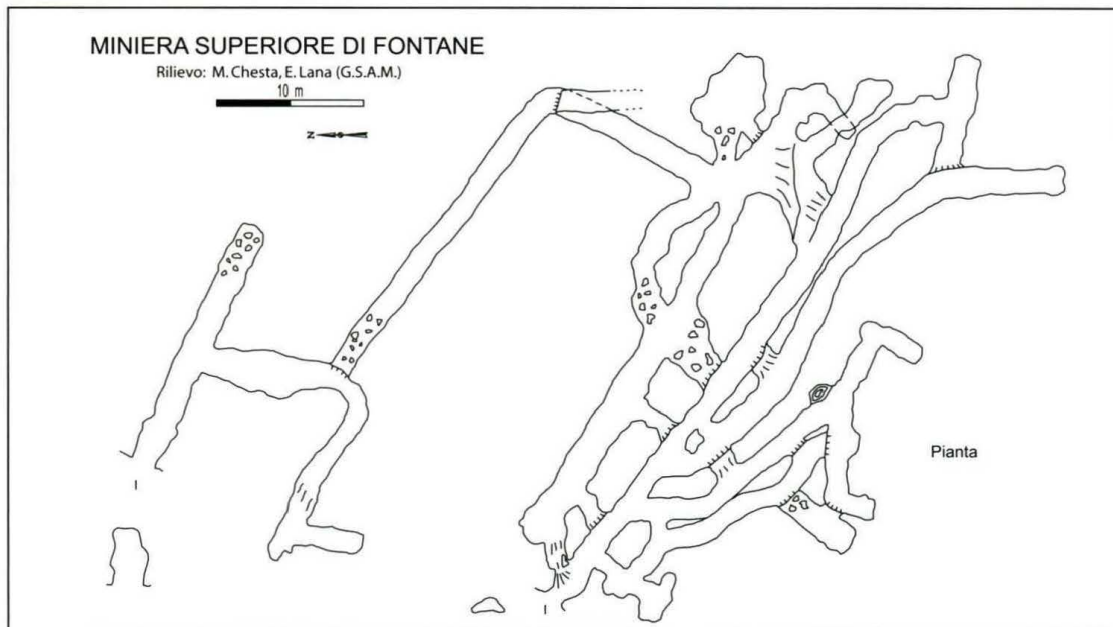 MINIERA SUPERIORE DI FONTANE
Rilievo: M. Chesta, E. Lana (G.S.A.M.)
10 m
N
Pianta
I
I